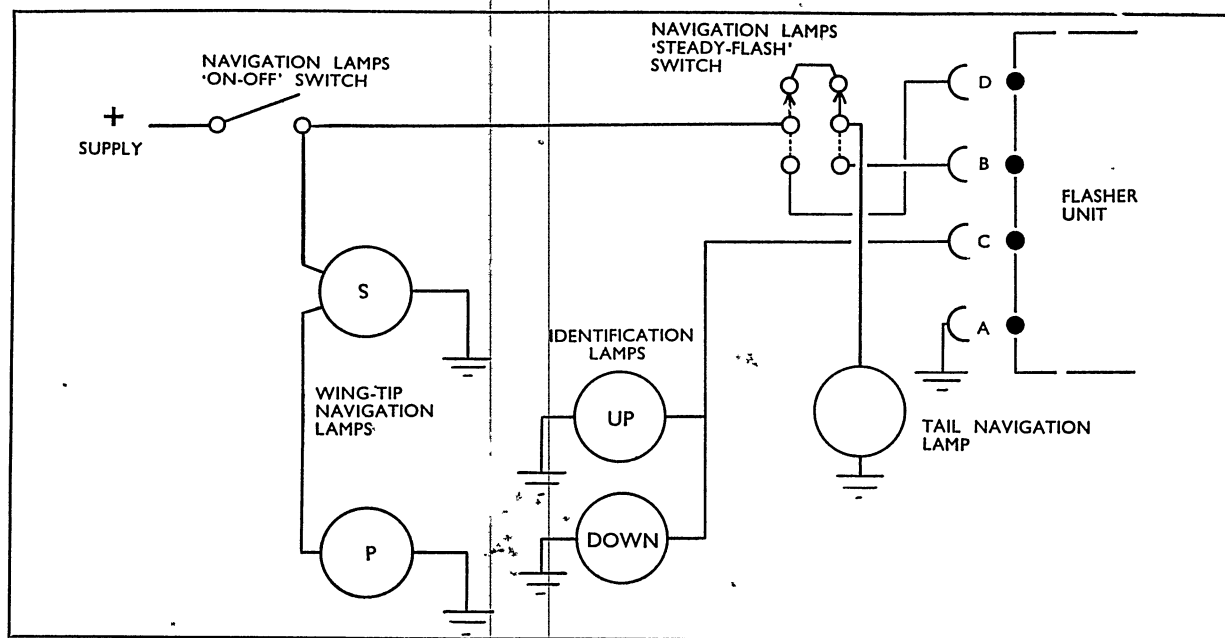 NAVIGATION LAMPS
'STEADY-FLASH'
SWITCH
NAVIGATION LAMPS
'ON-OFF' SWITCH
+
SUPPLY
D
B
C
A
FLASHER
UNIT
S
IDENTIFICATION
LAMPS
WING-TIP
NAVIGATION
LAMPS
UP
TAIL NAVIGATION
LAMP
DOWN
P